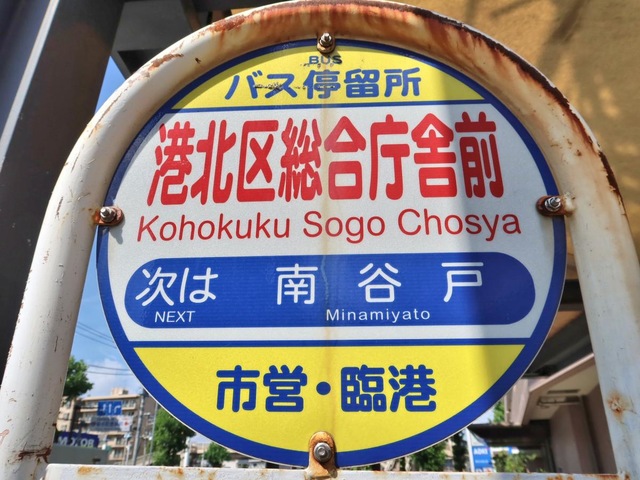 BUS
バス停留所
港北区総合庁舎前
Kohokuku Sogo Chosya
次は 南谷戸
NEXT Minamiyato
市営・臨港